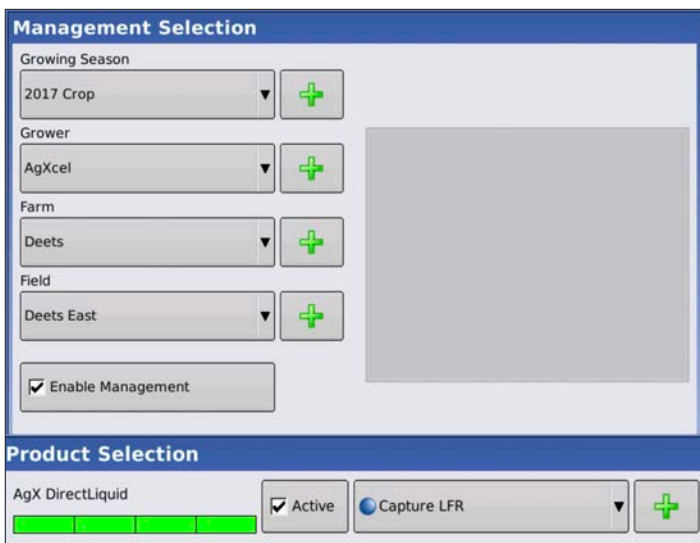 Management Selection
Growing Season
2017 Crop
Grower
AgXcel
Farm
Deets
Field
Deets East
Enable Management
Product Selection
AgX DirectLiquid
Active
Capture LFR